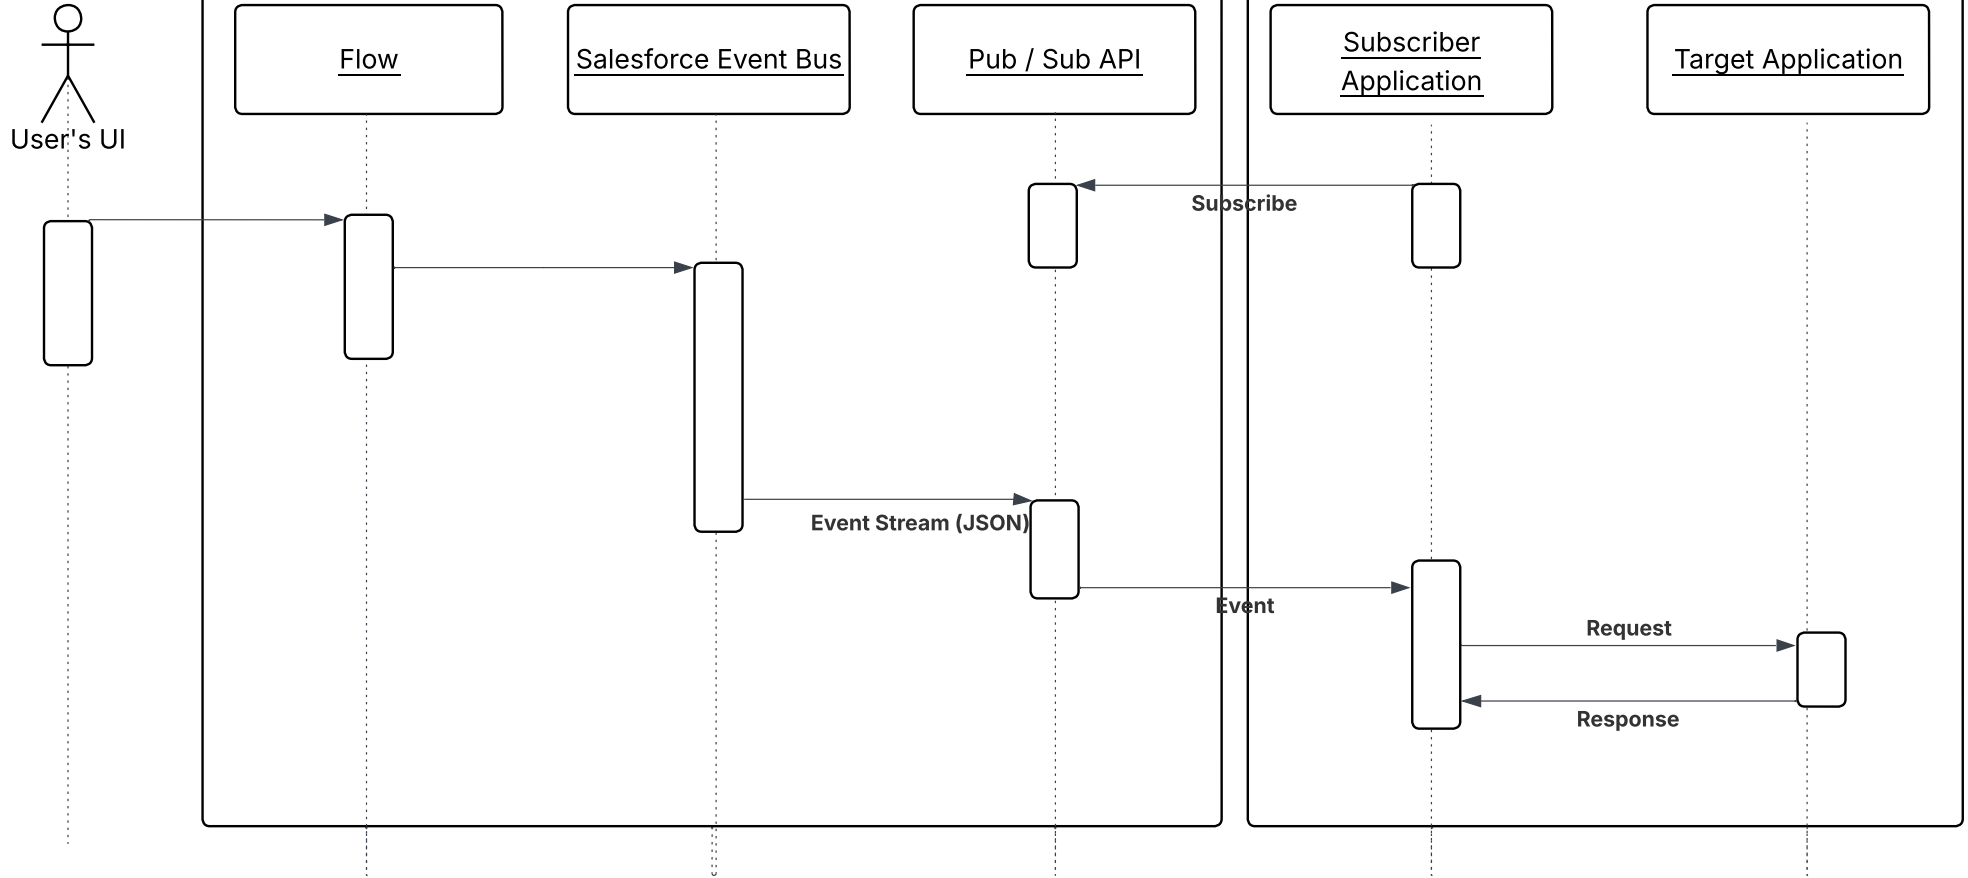 User's UI
Flow
Salesforce Event Bus
Pub / Sub API
Subscriber
Application
Target Application
Subscribe
Event Stream (JSON)
Event
Request
Response